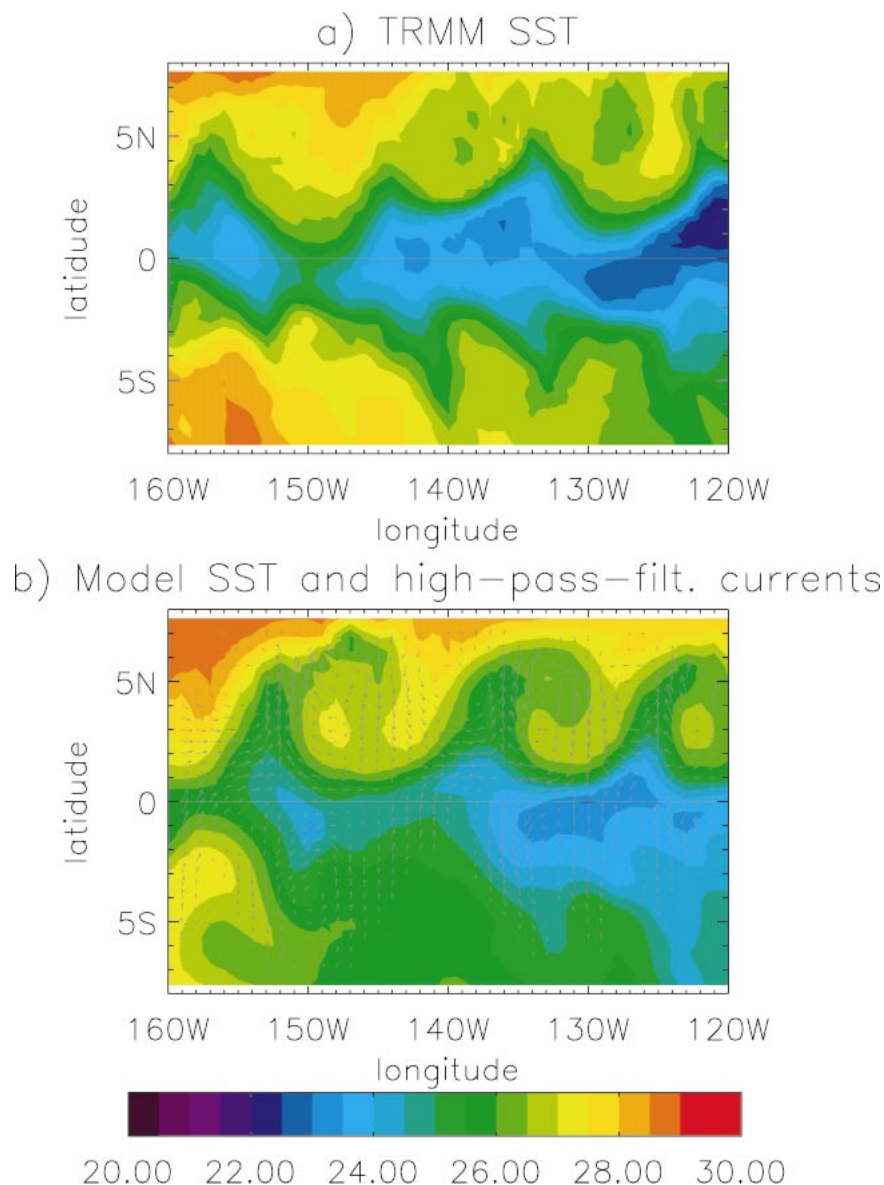 a) TRMM SST
5N
0
5S
latidude
160W 150W 140W 130W 120W
longitude
b) Model SST and high-pass-filt. currents
5N
0
5S
latidude
160W 150W 140W 130W 120W
longitude
20.00 22.00 24.00 26.00 28.00 30.00